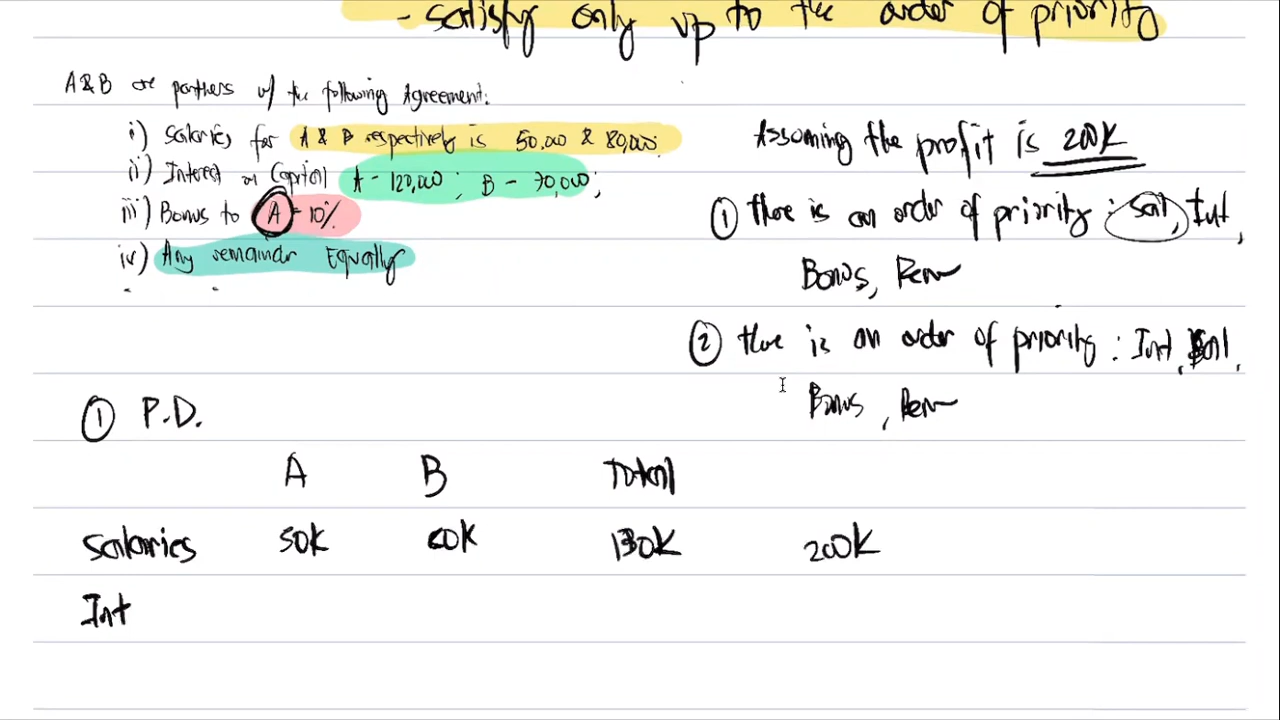 - satisfy only up to the order of priority
A & B are partners w/ the following Agreement:
i) Salaries for A & B respectively is 50,000 & 80,000.
ii) Interest on Capital A - 120,000 ; B - 70,000;
iii) Bonus to A - 10%
iv) Any remainder Equally
Assuming the profit is 200K
① there is an order of priority : Sal, Int,
Bonus, Rem
② there is an order of priority : Int, Sal,
Bonus, Rem
① P.D.
A B Total
Salaries 50K 80K 130K 200K
Int